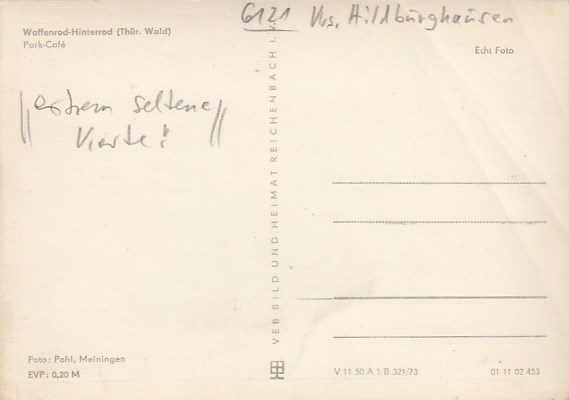 6121 Krs. Hildburghausen
Waffenrod-Hinterrod (Thür. Wald)
Park-Café
Echt Foto
extrem seltene
VEB BILD UND HEIMAT REICHENBACH i. V.
Foto: Pohl, Meiningen
EVP: 0,20 M
V 11 50 A 1/B 321/73
01 11 02 453